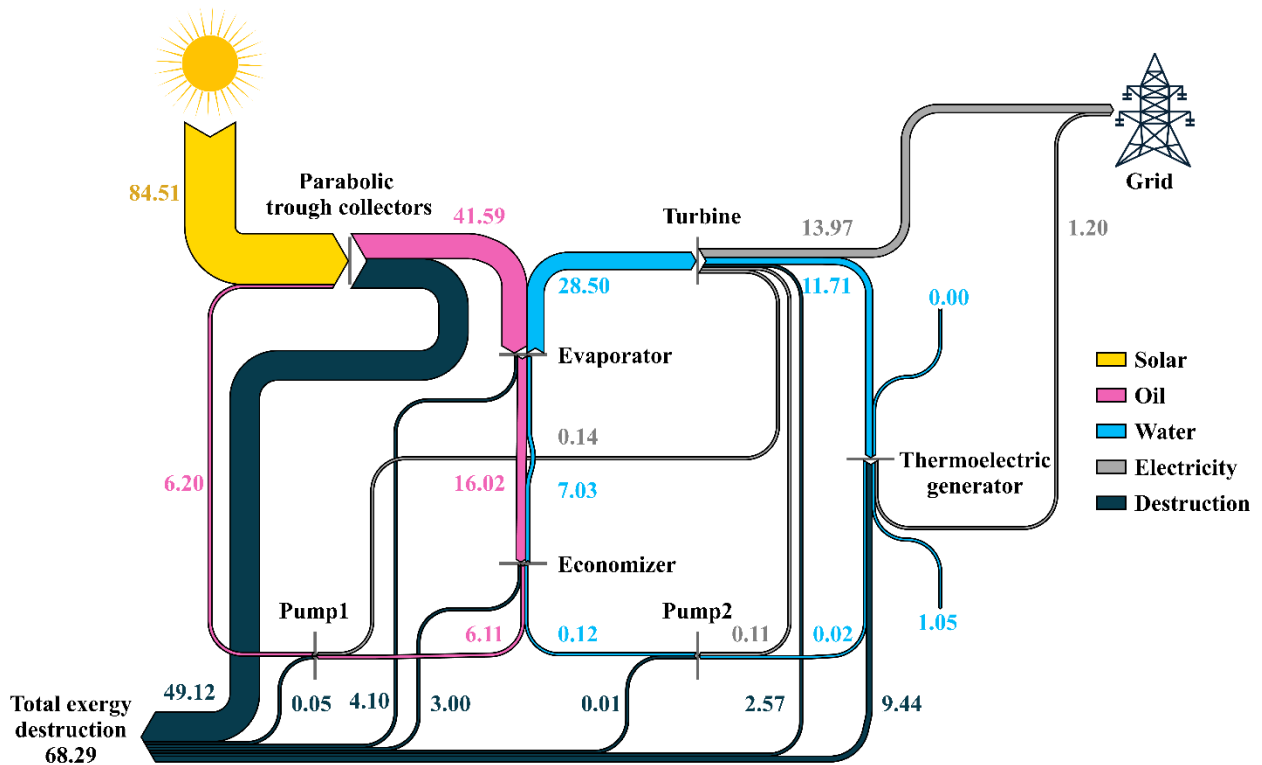 84.51
Parabolic
trough collectors
41.59
Turbine
13.97
Grid
1.20
28.50
11.71
0.00
Evaporator
Solar
Oil
Water
Electricity
Destruction
0.14
6.20
16.02
7.03
Thermoelectric
generator
Economizer
Pump1
Pump2
6.11
0.12
0.11
0.02
1.05
49.12
0.05
4.10
3.00
0.01
2.57
9.44
Total exergy
destruction
68.29